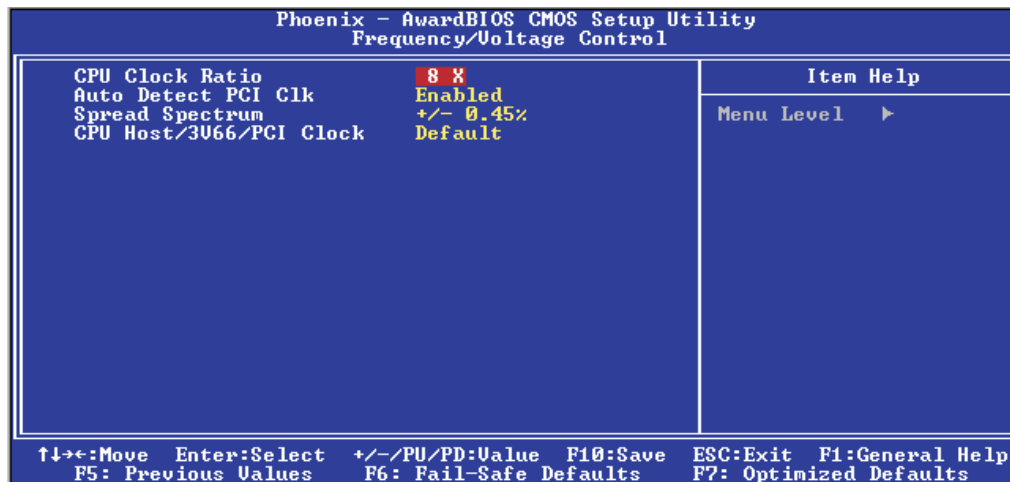 Phoenix - AwardBIOS CMOS Setup Utility
Frequency/Voltage Control
CPU Clock Ratio 8 X
Auto Detect PCI Clk Enabled
Spread Spectrum +/- 0.45%
CPU Host/3V66/PCI Clock Default
Item Help
Menu Level ►
↑↓→←:Move Enter:Select +/-/PU/PD:Value F10:Save ESC:Exit F1:General Help
F5: Previous Values F6: Fail-Safe Defaults F7: Optimized Defaults